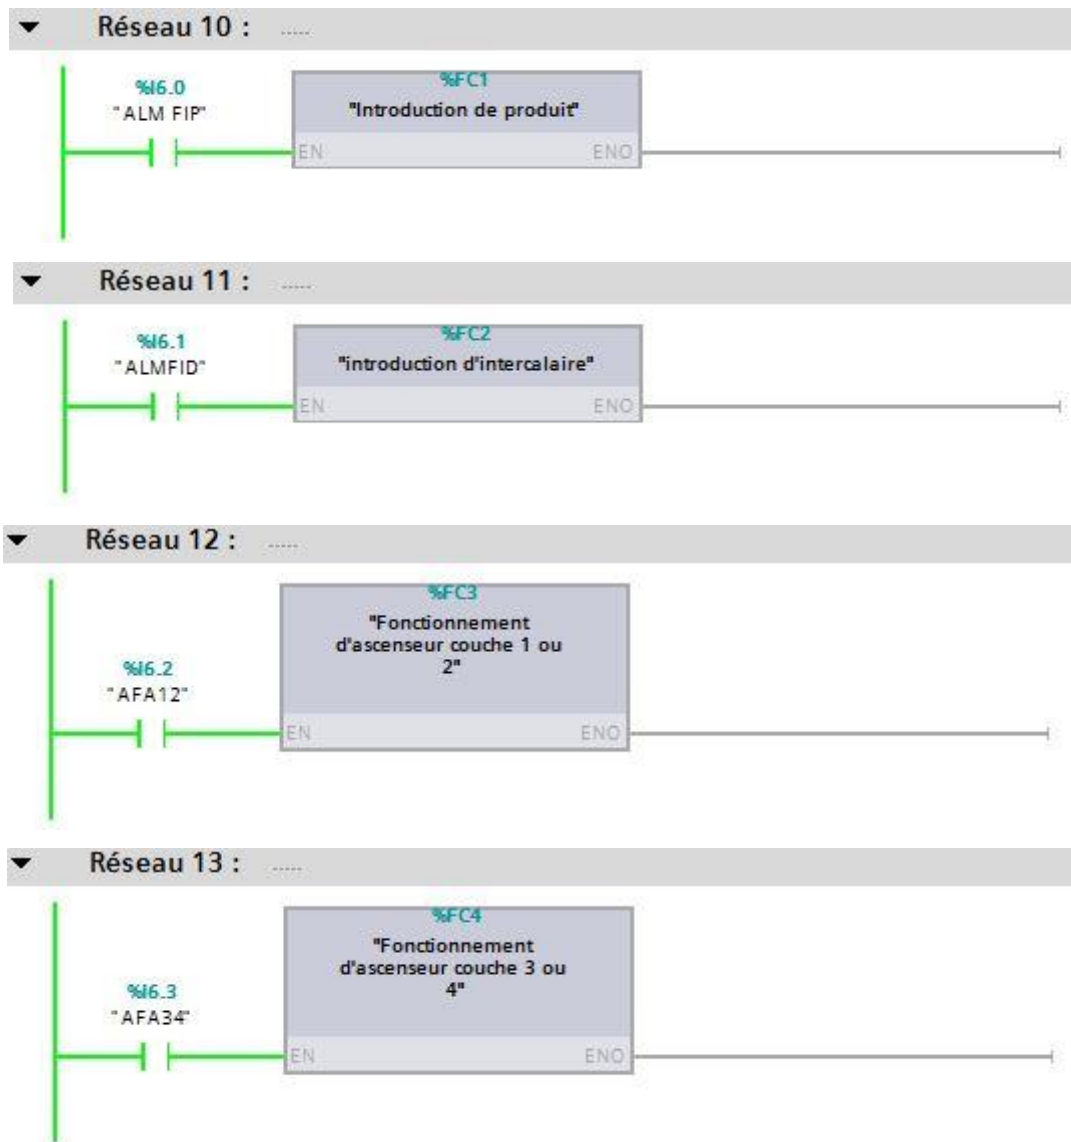 Réseau 10 : .....
%I6.0
"ALM FIP"
%FC1
"Introduction de produit"
EN
ENO
Réseau 11 : .....
%I6.1
"ALMFID"
%FC2
"introduction d'intercalaire"
EN
ENO
Réseau 12 : .....
%FC3
"Fonctionnement
d'ascenseur couche 1 ou
2"
%I6.2
"AFA12"
EN
ENO
Réseau 13 : .....
%FC4
"Fonctionnement
d'ascenseur couche 3 ou
4"
%I6.3
"AFA34"
EN
ENO